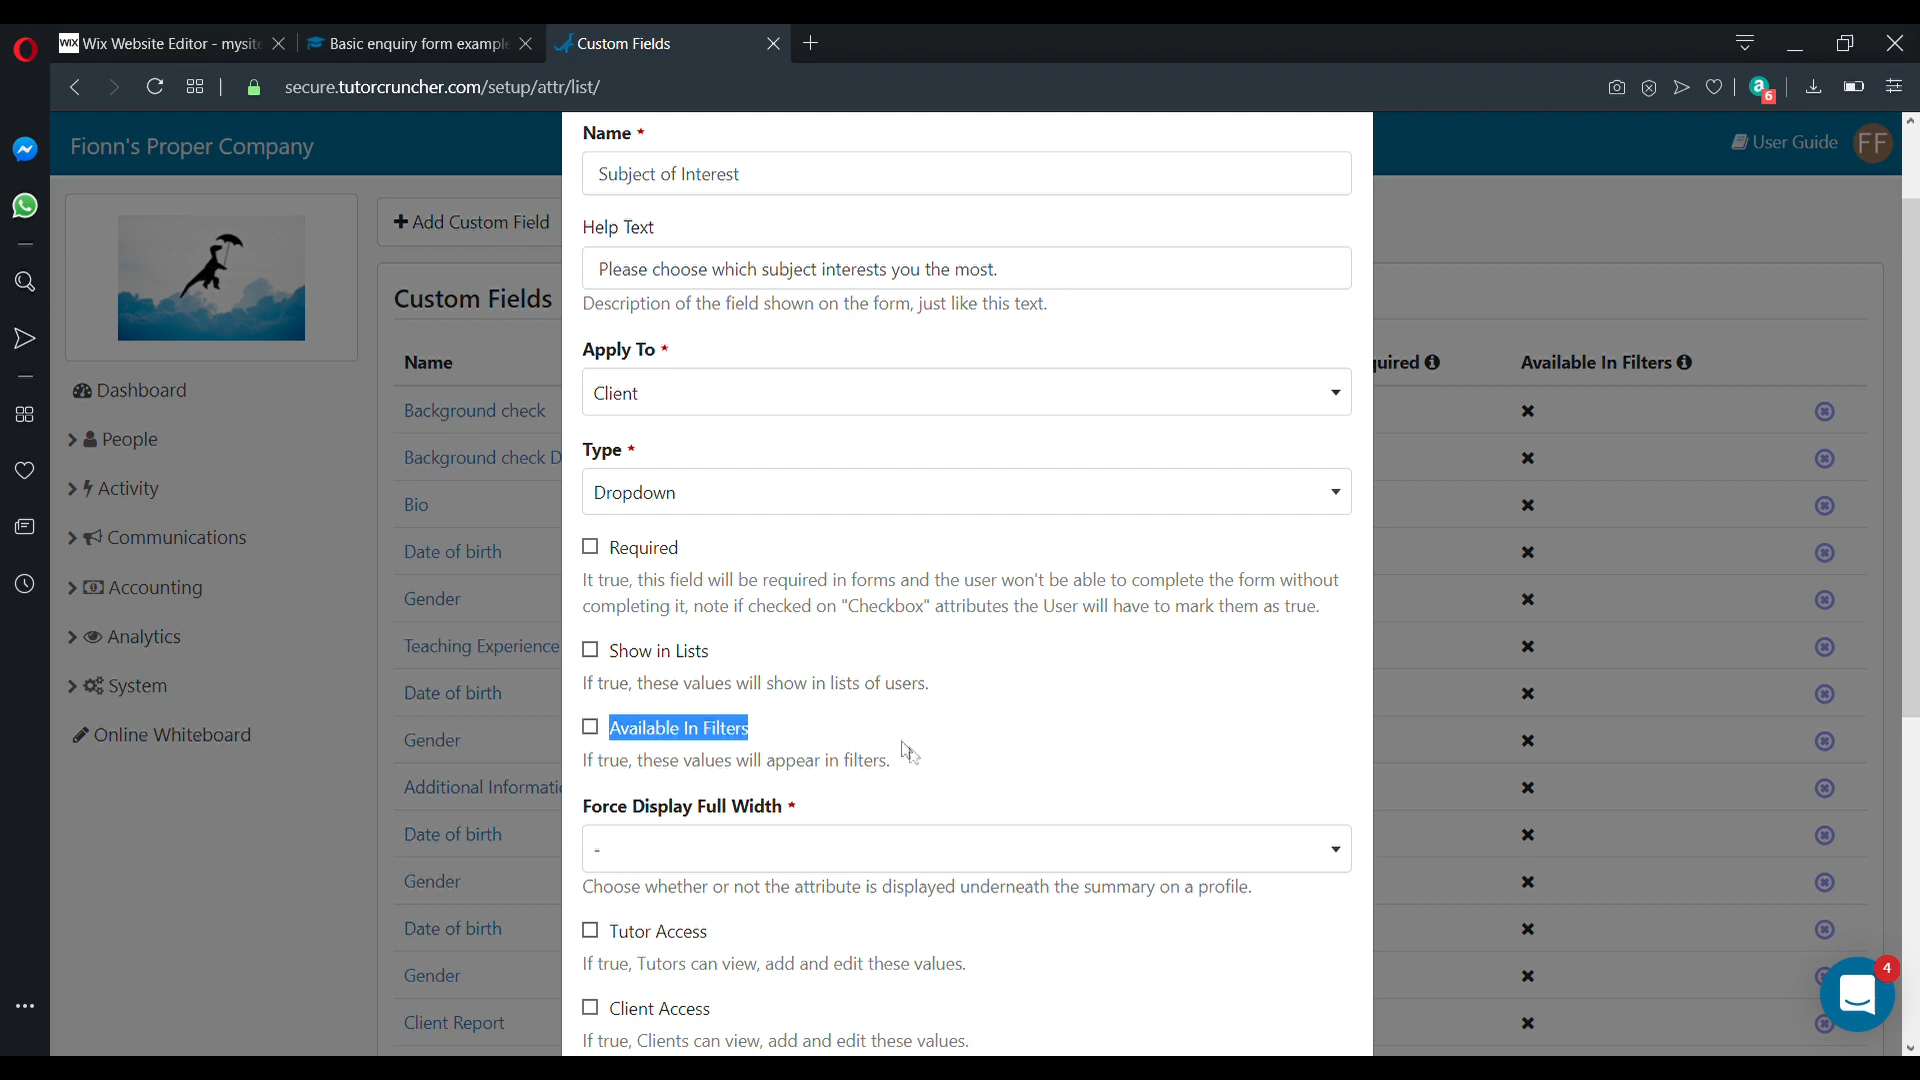 WIX Wix Website Editor - mysite
Basic enquiry form example
Custom Fields
secure.tutorcruncher.com/setup/attr/list/
a
6
Fionn's Proper Company
User Guide
FF
Dashboard
People
Activity
Communications
Accounting
Analytics
System
Online Whiteboard
Add Custom Field
Custom Fields
Name
quired
Available In Filters
Background check
Background check D
Bio
Date of birth
Gender
Teaching Experience
Date of birth
Gender
Additional Informatio
Date of birth
Gender
Date of birth
Gender
Client Report
Name *
Subject of Interest
Help Text
Please choose which subject interests you the most.
Description of the field shown on the form, just like this text.
Apply To *
Client
Type *
Dropdown
Required
It true, this field will be required in forms and the user won't be able to complete the form without
completing it, note if checked on "Checkbox" attributes the User will have to mark them as true.
Show in Lists
If true, these values will show in lists of users.
Available In Filters
If true, these values will appear in filters.
Force Display Full Width *
-
Choose whether or not the attribute is displayed underneath the summary on a profile.
Tutor Access
If true, Tutors can view, add and edit these values.
Client Access
If true, Clients can view, add and edit these values.
4